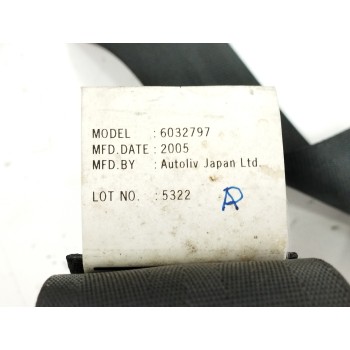 MODEL : 6032797
MFD.DATE : 2005
MFD.BY : Autoliv Japan Ltd.
LOT NO. : 5322